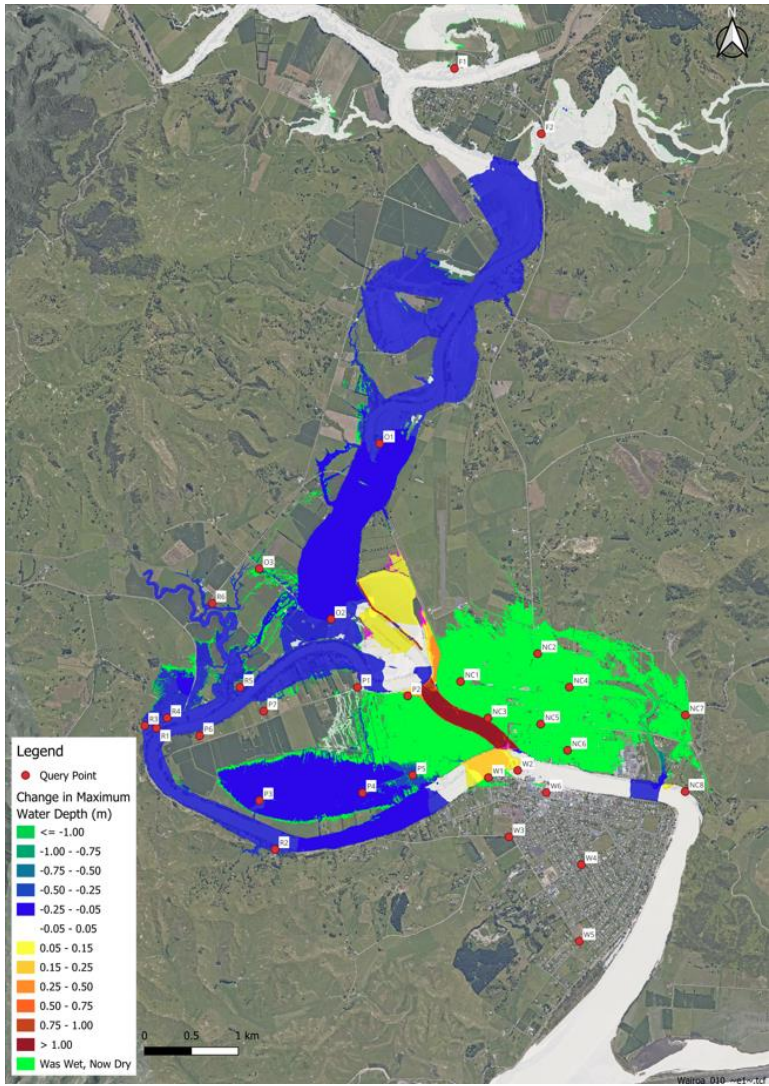 N
F1
F2
O1
O3
R6
O2
NC2
NC1
NC4
R5
P1
P2
P7
R4
R3
R1
P6
NC3
NC5
NC7
NC6
P5
W1
W2
P4
P3
W6
NC8
R2
W3
W4
W5
Legend
Query Point
Change in Maximum
Water Depth (m)
<= -1.00
-1.00 - -0.75
-0.75 - -0.50
-0.50 - -0.25
-0.25 - -0.05
-0.05 - 0.05
0.05 - 0.15
0.15 - 0.25
0.25 - 0.50
0.50 - 0.75
0.75 - 1.00
> 1.00
Was Wet, Now Dry
0 0.5 1 km